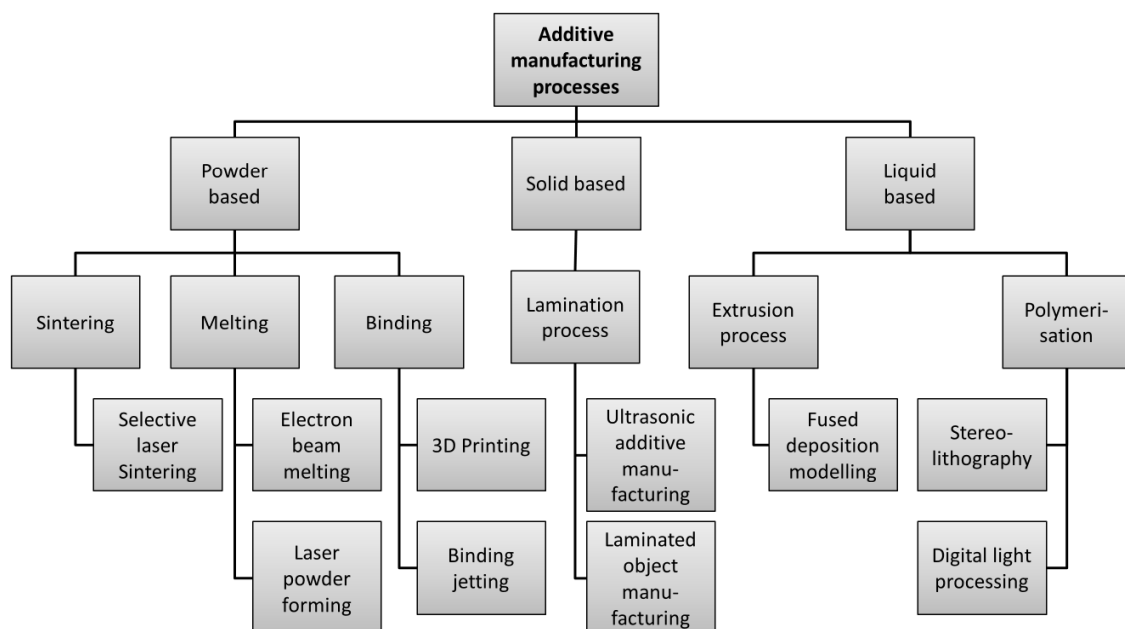 Additive
manufacturing
processes
Powder
based
Solid based
Liquid
based
Sintering
Melting
Binding
Lamination
process
Extrusion
process
Polymeri-
sation
Selective
laser
Sintering
Electron
beam
melting
3D Printing
Ultrasonic
additive
manu-
facturing
Fused
deposition
modelling
Stereo-
lithography
Laser
powder
forming
Binding
jetting
Laminated
object
manu-
facturing
Digital light
processing